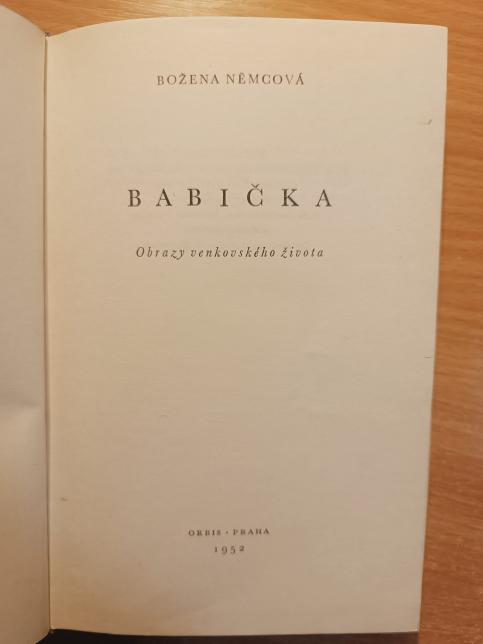 BOŽENA NĚMCOVÁ
BABIČKA
Obrazy venkovského života
ORBIS · PRAHA
1952